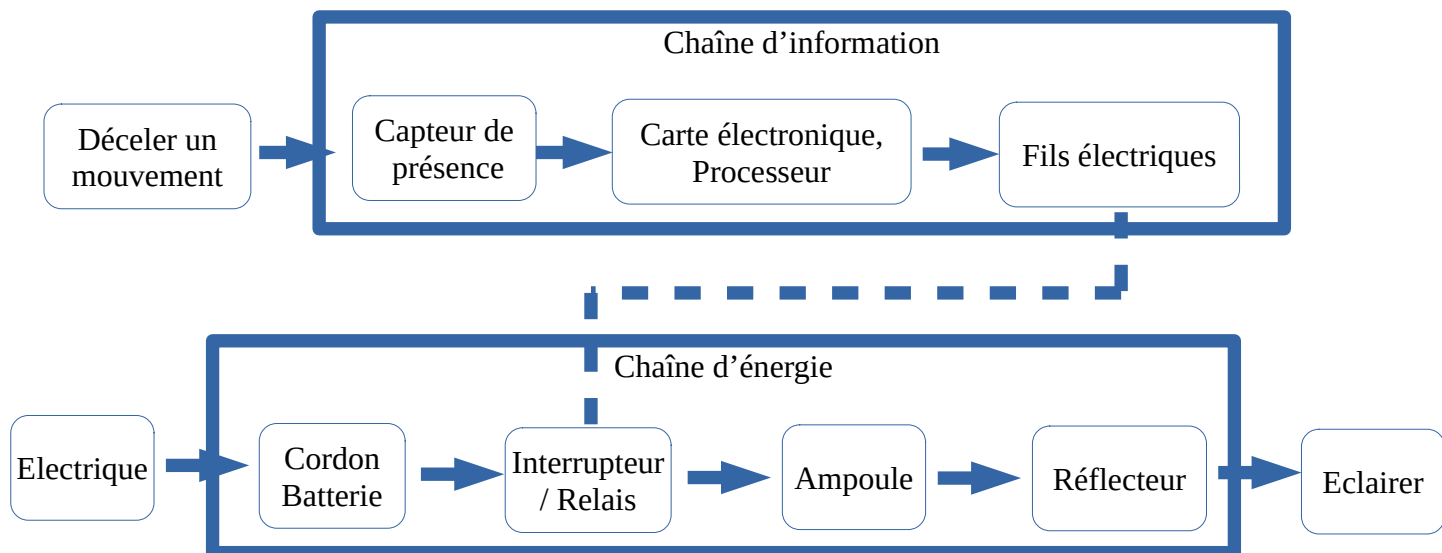 Chaîne d’information
Déceler un
mouvement
Capteur de
présence
Carte électronique,
Processeur
Fils électriques
Chaîne d’énergie
Electrique
Cordon
Batterie
Interrupteur
/ Relais
Ampoule
Réflecteur
Eclairer